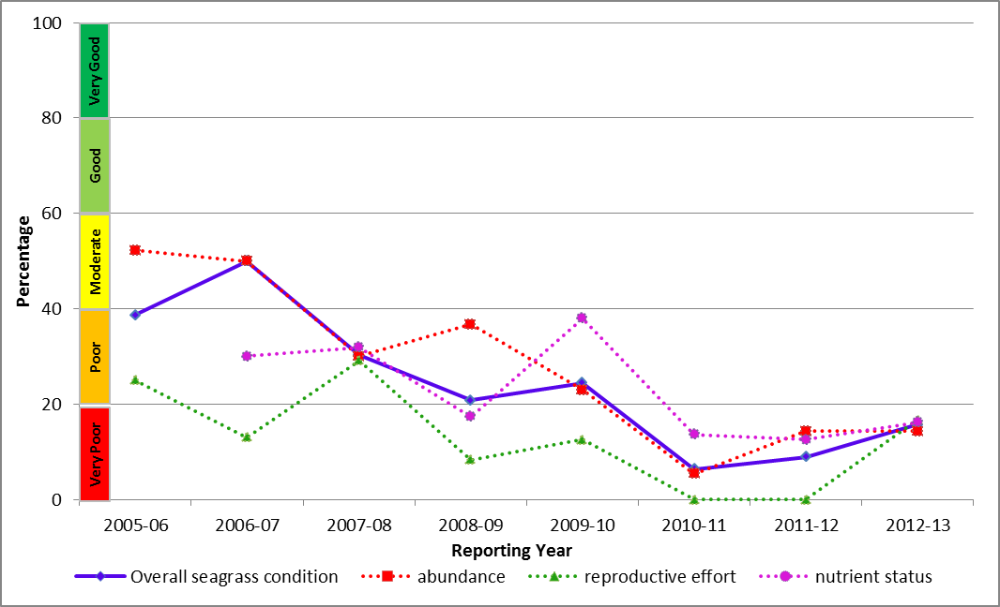 100
80
60
40
20
0
Very Good
Good
Moderate
Poor
Very Poor
Percentage
2005-06 2006-07 2007-08 2008-09 2009-10 2010-11 2011-12 2012-13
Reporting Year
Overall seagrass condition abundance reproductive effort nutrient status